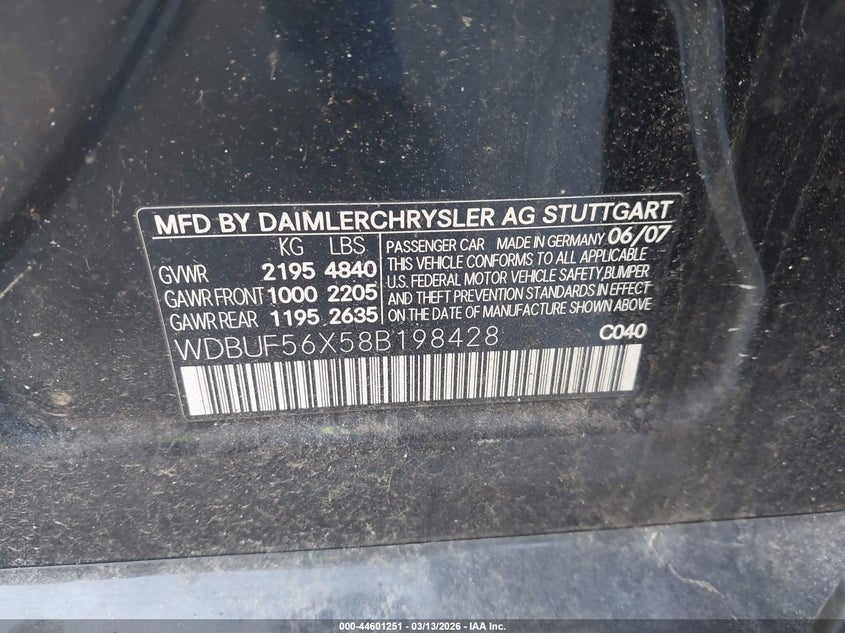 MFD BY DAIMLERCHRYSLER AG STUTTGART
KG LBS
GVWR 2195 4840
GAWR FRONT 1000 2205
GAWR REAR 1195 2635
PASSENGER CAR MADE IN GERMANY 06/07
THIS VEHICLE CONFORMS TO ALL APPLICABLE
U.S. FEDERAL MOTOR VEHICLE SAFETY, BUMPER
AND THEFT PREVENTION STANDARDS IN EFFECT
ON THE DATE OF MANUFACTURE SHOWN ABOVE
WDBUF56X58B198428
C040
000-44601251 | 03/13/2026 - IAA Inc.